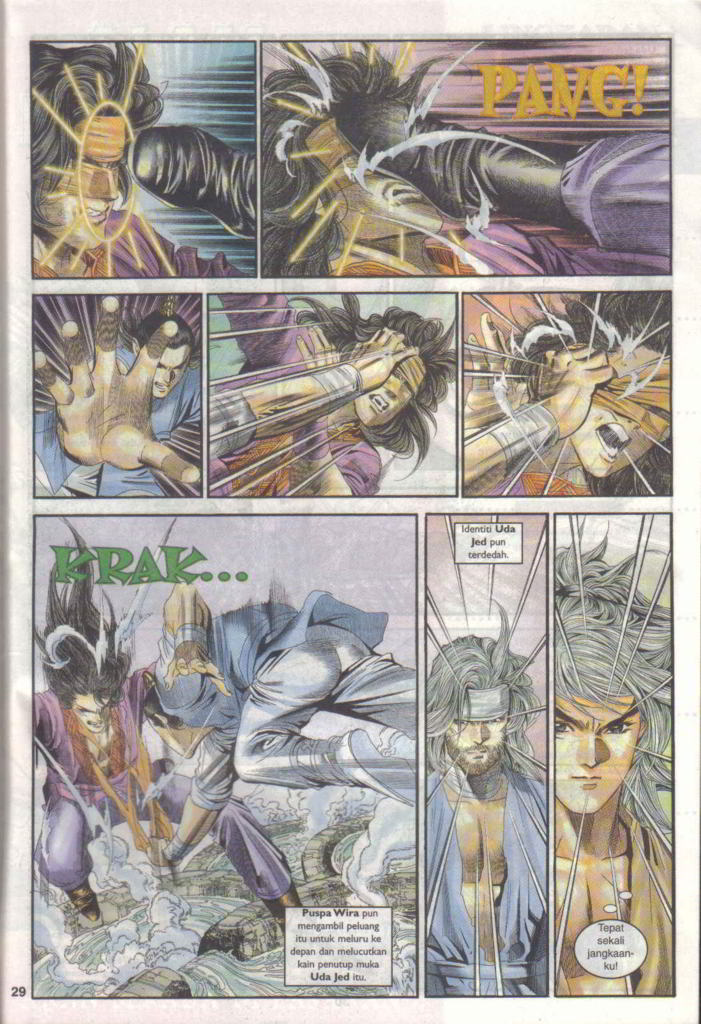 PANG!
KRAK...
Puspa Wira pun
mengambil peluang
itu untuk meluru ke
depan dan melucutkan
kain penutup muka
Uda Jed itu.
Identiti Uda
Jed pun
terdedah.
Tepat
sekali
jangkaan-
ku!
29